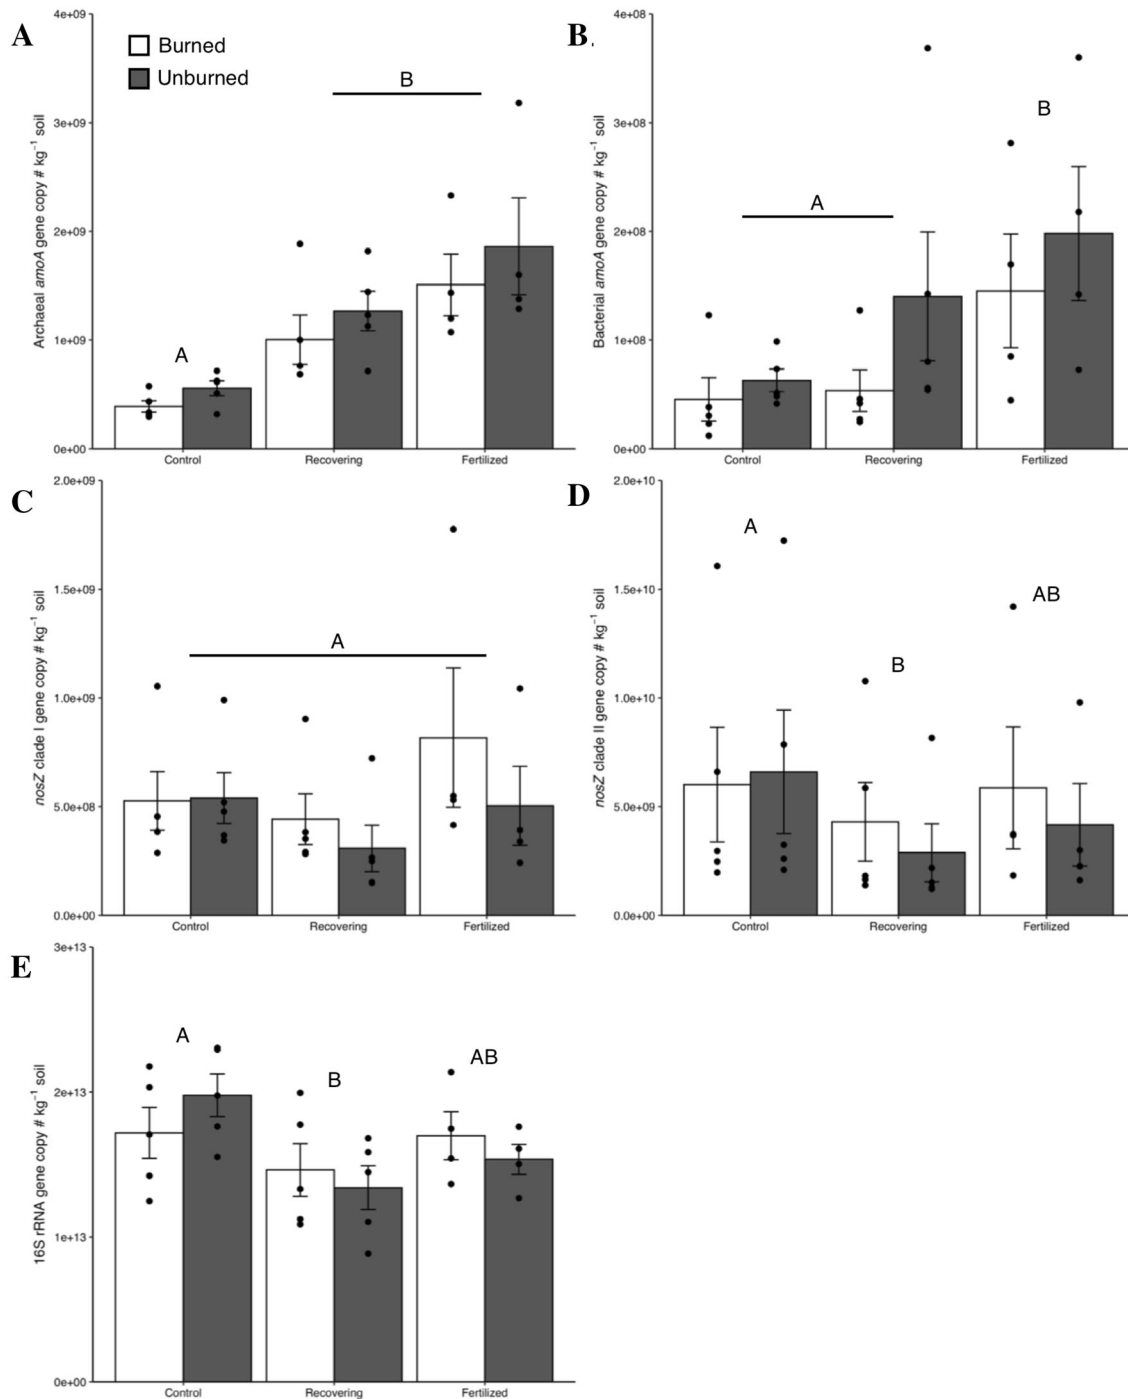 A
4e+09
3e+09
2e+09
1e+09
0e+00
Archaeal amoA gene copy # kg⁻¹ soil
Burned
Unburned
A
B
Control
Recovering
Fertilized
B.
4e+08
3e+08
2e+08
1e+08
0e+00
Bacterial amoA gene copy # kg⁻¹ soil
A
B
Control
Recovering
Fertilized
C
2.0e+09
1.5e+09
1.0e+09
5.0e+08
0.0e+00
nosZ clade I gene copy # kg⁻¹ soil
A
Control
Recovering
Fertilized
D
2.0e+10
1.5e+10
1.0e+10
5.0e+09
0.0e+00
nosZ clade II gene copy # kg⁻¹ soil
A
B
AB
Control
Recovering
Fertilized
E
3e+13
2e+13
1e+13
0e+00
16S rRNA gene copy # kg⁻¹ soil
A
B
AB
Control
Recovering
Fertilized